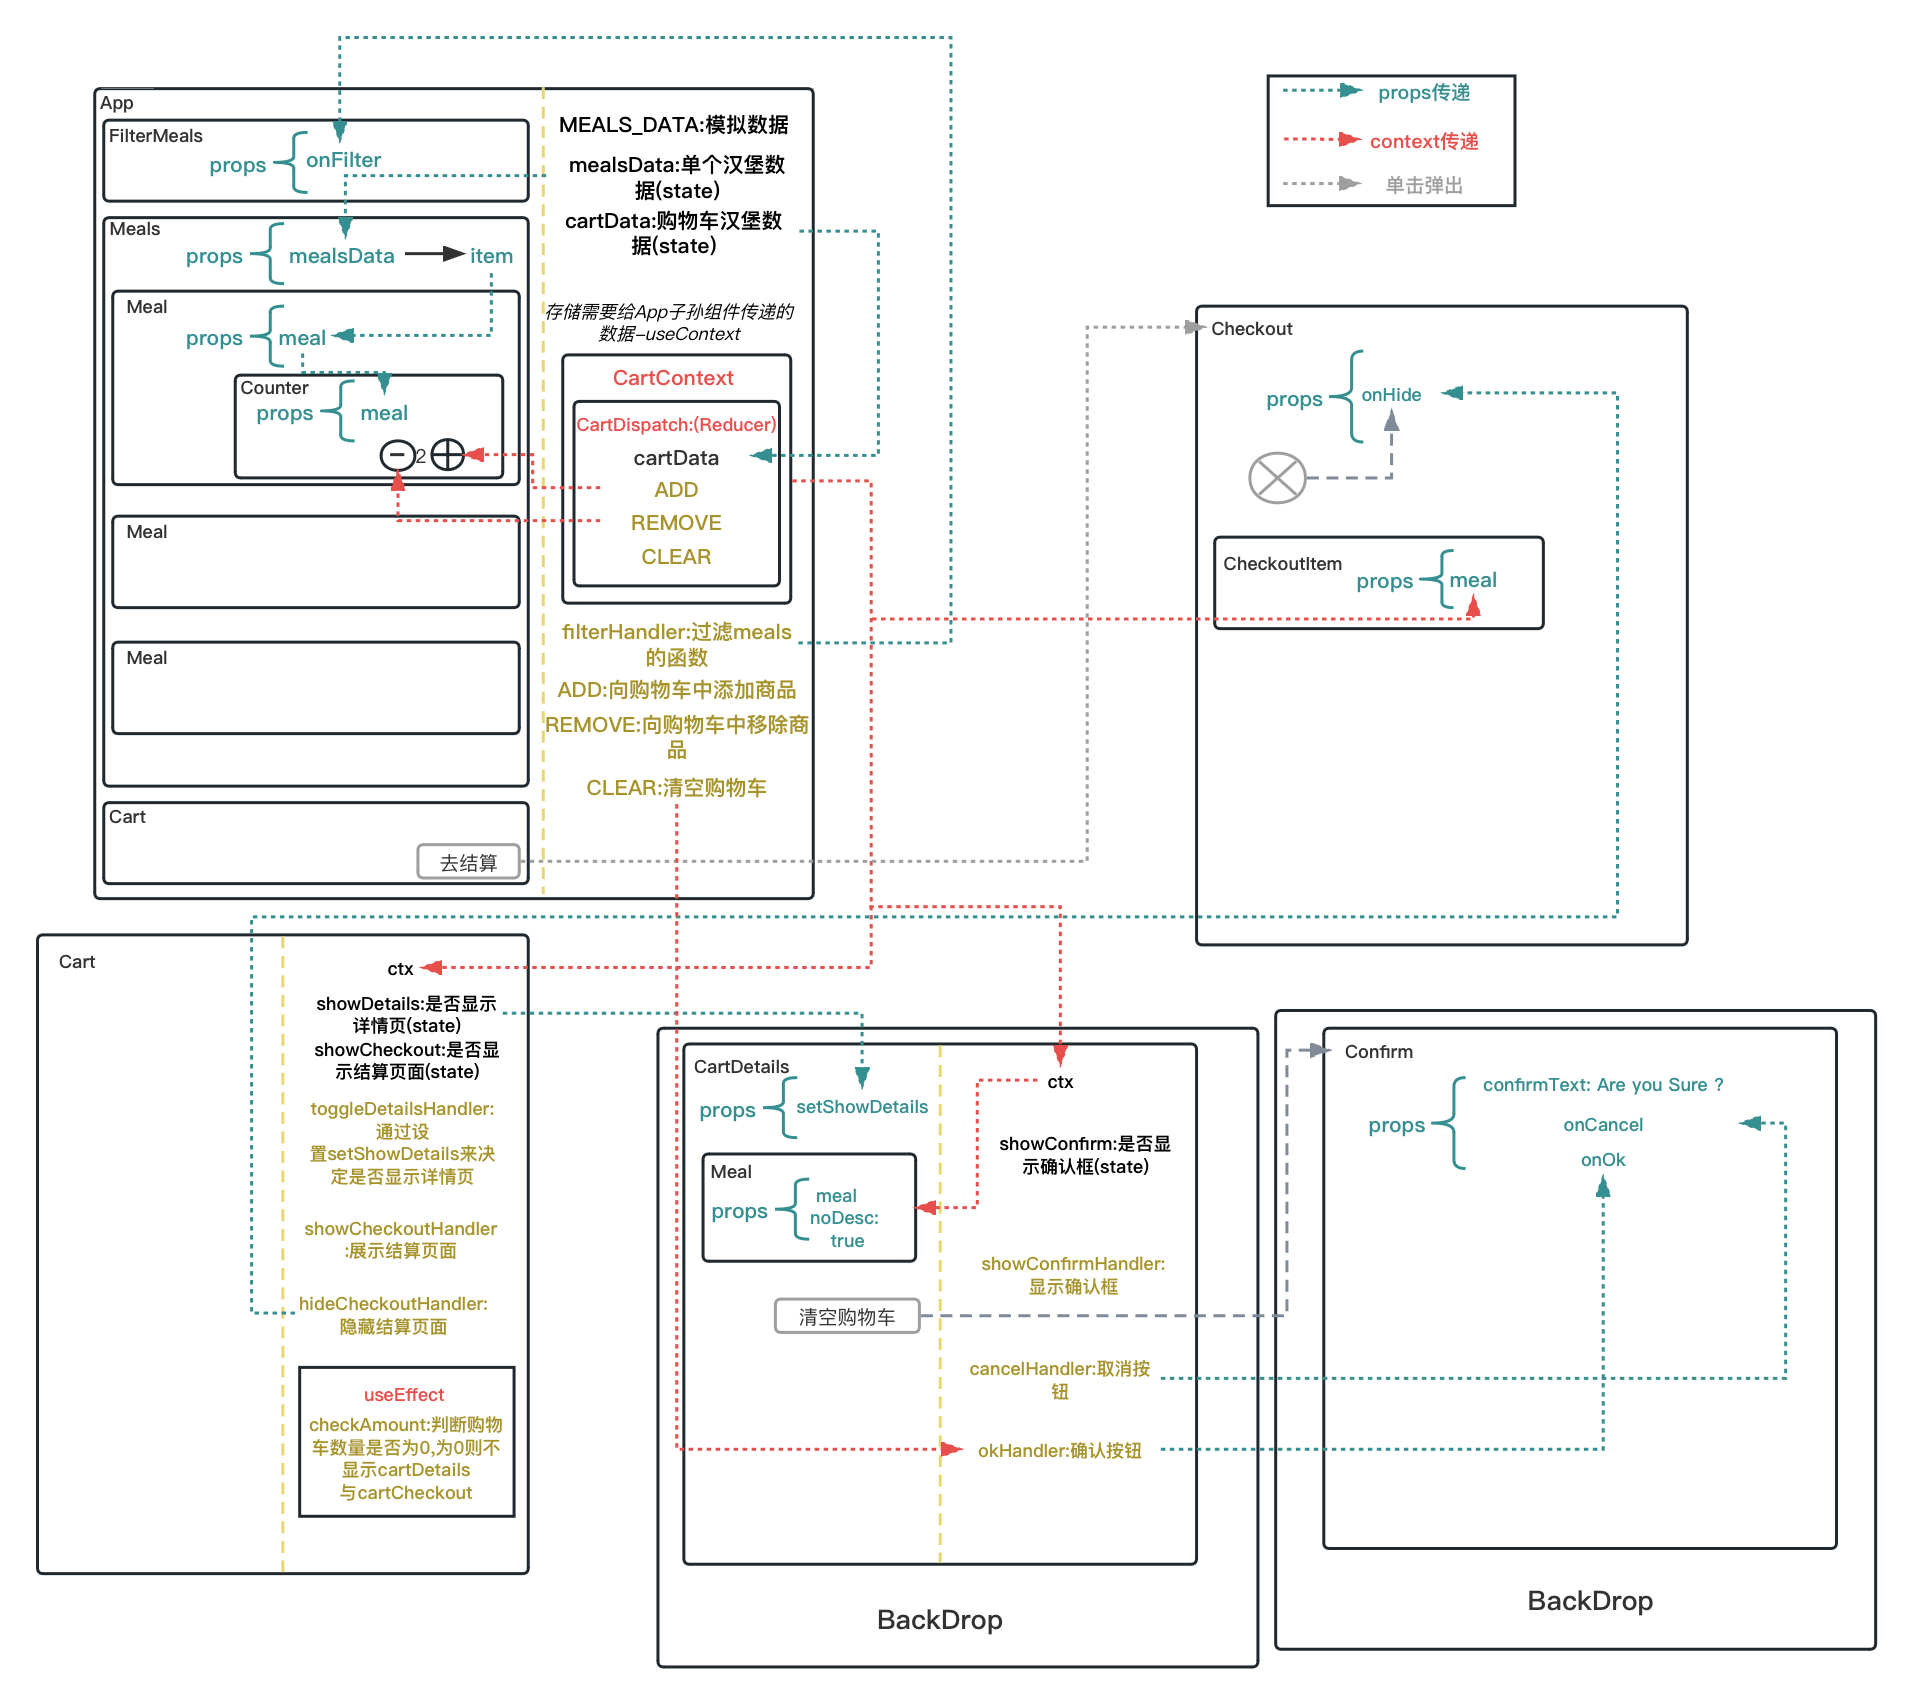 App
FilterMeals
props
onFilter
Meals
props
mealsData
item
Meal
props
meal
Counter
props
meal
2
Meal
Meal
Cart
去结算
MEALS_DATA:模拟数据
mealsData:单个汉堡数
据(state)
cartData:购物车汉堡数
据(state)
存储需要给App子孙组件传递的
数据-useContext
CartContext
CartDispatch:(Reducer)
cartData
ADD
REMOVE
CLEAR
filterHandler:过滤meals
的函数
ADD:向购物车中添加商品
REMOVE:向购物车中移除商
品
CLEAR:清空购物车
props传递
context传递
单击弹出
Checkout
props
onHide
CheckoutItem
props
meal
Cart
ctx
showDetails:是否显示
详情页(state)
showCheckout:是否显
示结算页面(state)
toggleDetailsHandler:
通过设
置setShowDetails来决
定是否显示详情页
showCheckoutHandler
:展示结算页面
hideCheckoutHandler:
隐藏结算页面
useEffect
checkAmount:判断购物
车数量是否为0,为0则不
显示cartDetails
与cartCheckout
CartDetails
props
setShowDetails
Meal
props
meal
noDesc:
true
清空购物车
ctx
showConfirm:是否显
示确认框(state)
showConfirmHandler:
显示确认框
cancelHandler:取消按
钮
okHandler:确认按钮
BackDrop
Confirm
props
confirmText: Are you Sure ?
onCancel
onOk
BackDrop